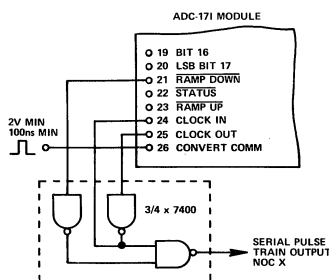 ADC-17I MODULE
19 BIT 16
20 LSB BIT 17
21 RAMP DOWN
22 STATUS
23 RAMP UP
24 CLOCK IN
25 CLOCK OUT
26 CONVERT COMM
2V MIN
100ns MIN
3/4 x 7400
SERIAL PULSE
TRAIN OUTPUT
NOC X